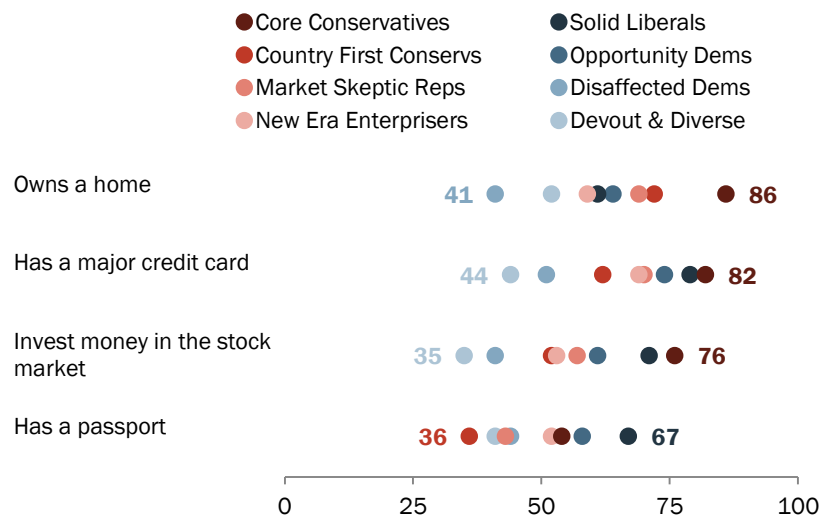 Core Conservatives
Solid Liberals
Country First Conservs
Opportunity Dems
Market Skeptic Reps
Disaffected Dems
New Era Enterprisers
Devout & Diverse
Owns a home
41
86
Has a major credit card
44
82
Invest money in the stock
market
35
76
Has a passport
36
67
0
25
50
75
100